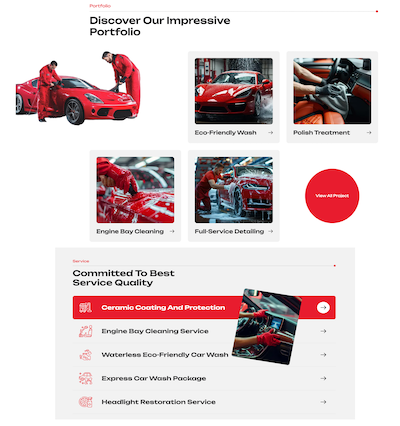 Portfolio
Discover Our Impressive
Portfolio
Eco-Friendly Wash
Polish Treatment
Engine Bay Cleaning
Full-Service Detailing
View All Project
Service
Committed To Best
Service Quality
Ceramic Coating And Protection
Engine Bay Cleaning Service
Waterless Eco-Friendly Car Wash
Express Car Wash Package
Headlight Restoration Service